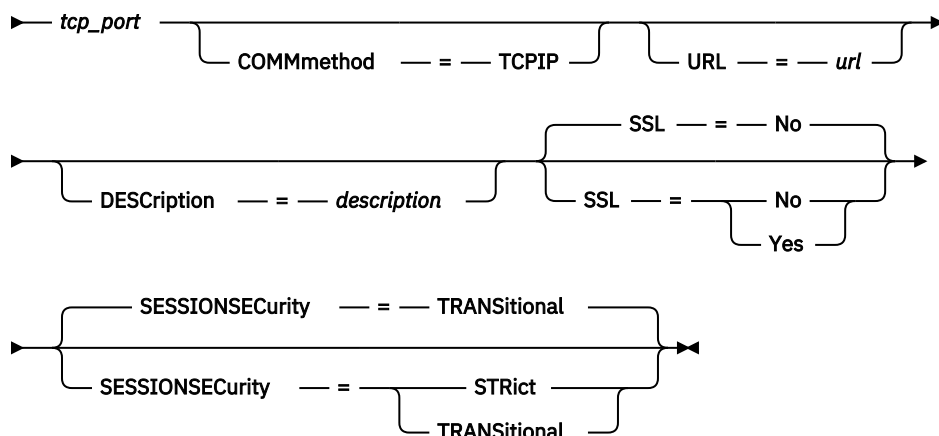 tcp_port
COMMmethod = TCPIP URL = url
SSL = No
DESCription = description SSL = No
Yes
SESSIONSECurity = TRANSitional
SESSIONSECurity = STRict
TRANSitional